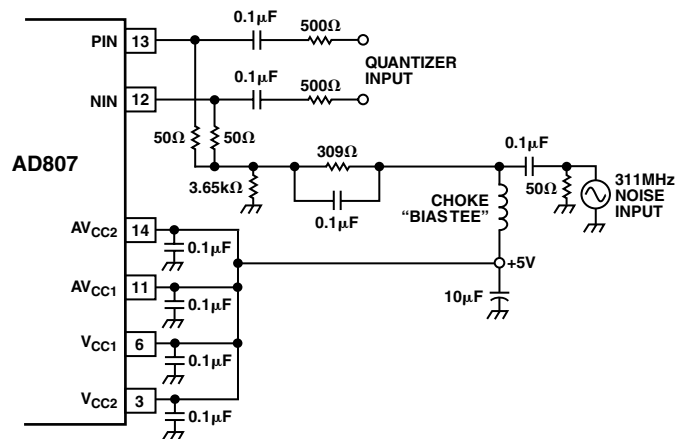 0.1μF
500Ω
PIN
13
QUANTIZER
INPUT
0.1μF
500Ω
NIN
12
50Ω
50Ω
AD807
309Ω
0.1μF
3.65kΩ
0.1μF
50Ω
311MHz
NOISE
INPUT
CHOKE
“BIAS TEE”
AVCC2
14
0.1μF
+5V
AVCC1
11
0.1μF
10μF
VCC1
6
0.1μF
VCC2
3
0.1μF